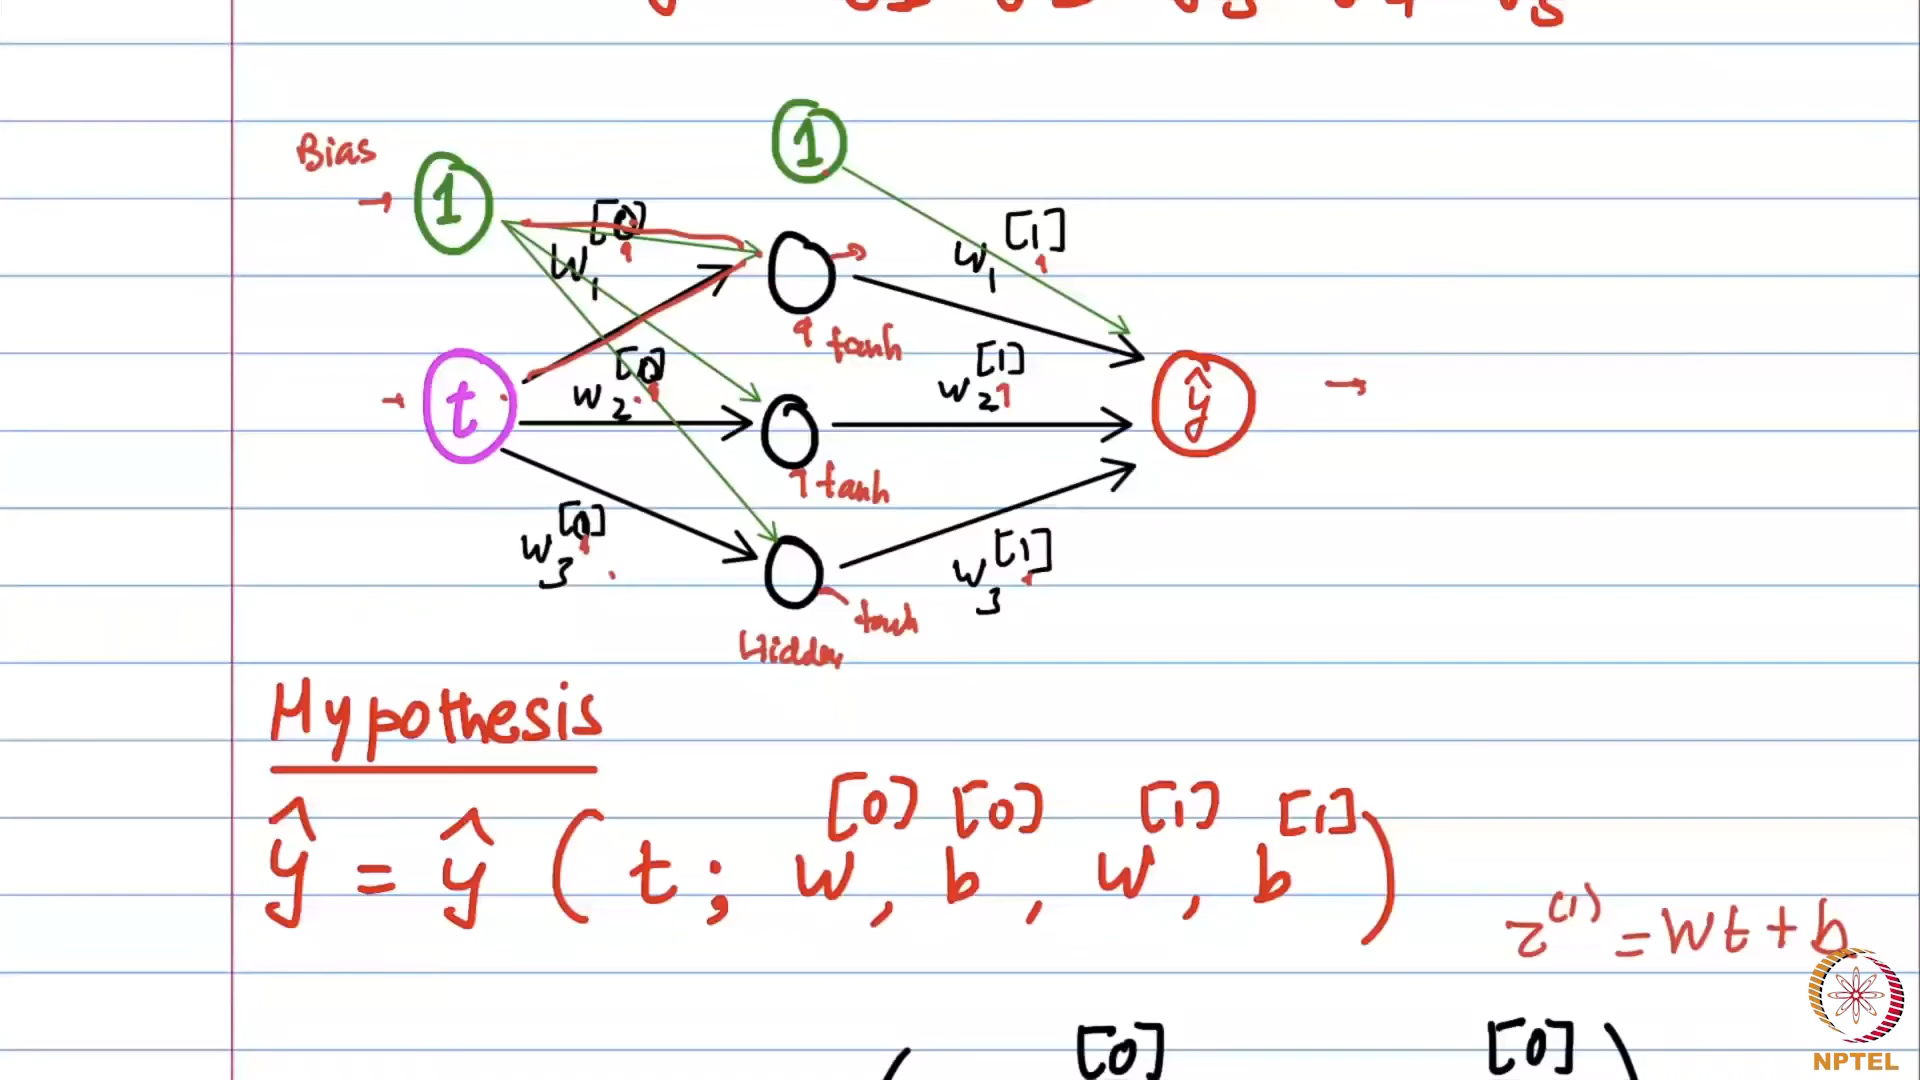 Bias
1
1
w₁^[0]
w₁^[1]
tanh
t
w₂^[0]
w₂^[1]
ŷ
tanh
w₃^[0]
w₃^[1]
tanh
Hidden
Hypothesis
ŷ = ŷ ( t ; w^[0], b^[0], w^[1], b^[1] )
z^(1) = Wt + b
[0] [0]
NPTEL